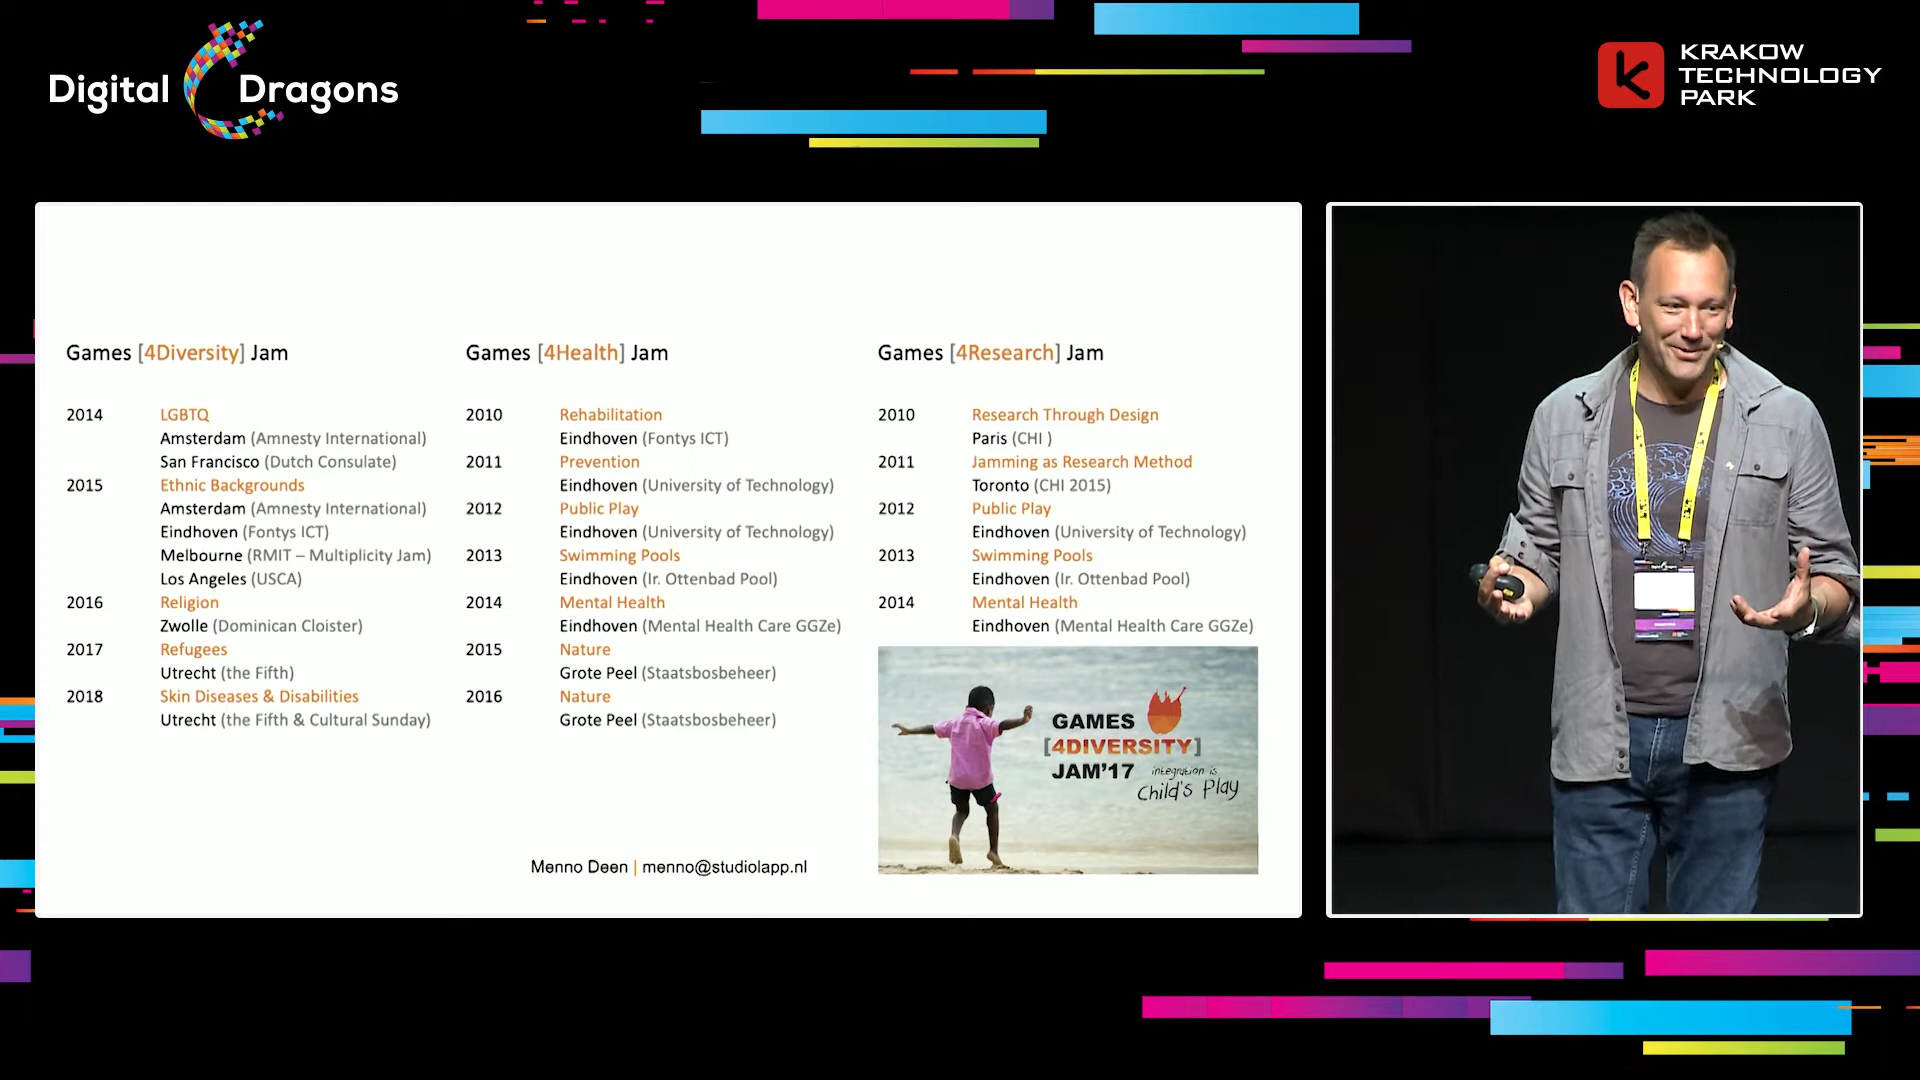 Digital Dragons
KRAKOW
TECHNOLOGY
PARK
Games [4Diversity] Jam
2014 LGBTQ
Amsterdam (Amnesty International)
San Francisco (Dutch Consulate)
2015 Ethnic Backgrounds
Amsterdam (Amnesty International)
Eindhoven (Fontys ICT)
Melbourne (RMIT – Multiplicity Jam)
Los Angeles (USCA)
2016 Religion
Zwolle (Dominican Cloister)
2017 Refugees
Utrecht (the Fifth)
2018 Skin Diseases & Disabilities
Utrecht (the Fifth & Cultural Sunday)
Games [4Health] Jam
2010 Rehabilitation
Eindhoven (Fontys ICT)
2011 Prevention
Eindhoven (University of Technology)
2012 Public Play
Eindhoven (University of Technology)
2013 Swimming Pools
Eindhoven (Ir. Ottenbad Pool)
2014 Mental Health
Eindhoven (Mental Health Care GGZe)
2015 Nature
Grote Peel (Staatsbosbeheer)
2016 Nature
Grote Peel (Staatsbosbeheer)
Games [4Research] Jam
2010 Research Through Design
Paris (CHI )
2011 Jamming as Research Method
Toronto (CHI 2015)
2012 Public Play
Eindhoven (University of Technology)
2013 Swimming Pools
Eindhoven (Ir. Ottenbad Pool)
2014 Mental Health
Eindhoven (Mental Health Care GGZe)
GAMES
[4DIVERSITY]
JAM'17 integration is
Child's Play
Menno Deen | menno@studiolapp.nl
Digital Dragons